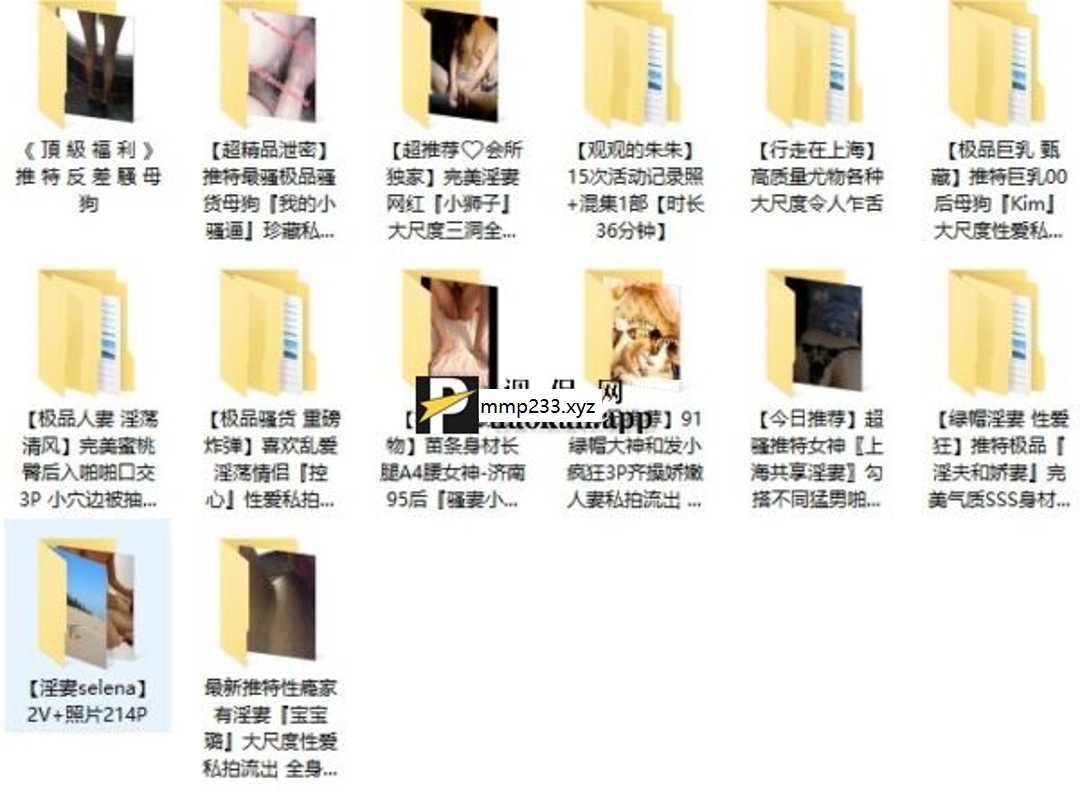 《頂級福利》
推特反差騷母
狗
【超精品泄密】
推特最骚极品骚
货母狗『我的小
骚逼』珍藏私...
【超推荐♡会所
独家】完美淫妻
网红『小狮子』
大尺度三洞全...
【观观的朱朱】
15次活动记录照
+混集1部【时长
36分钟】
【行走在上海】
高质量尤物各种
大尺度令人乍舌
【极品巨乳 甄
藏】推特巨乳00
后母狗『Kim』
大尺度性爱私...
【极品人妻 淫荡
清风】完美蜜桃
臀后入啪啪口交
3P 小穴边被抽...
【极品骚货 重磅
炸弹】喜欢乱爱
淫荡情侣『控
心』性爱私拍...
物】苗条身材长
腿A4腰女神-济南
95后『骚妻小...
荐】91
绿帽大神和发小
疯狂3P齐操娇嫩
人妻私拍流出 ...
【今日推荐】超
骚推特女神〖上
海共享淫妻〗勾
搭不同猛男啪...
【绿帽淫妻 性爱
狂】推特极品『
淫夫和娇妻』完
美气质SSS身材...
mmp233.xyz
【淫妻selena】
2V+照片214P
最新推特性瘾家
有淫妻『宝宝
璐』大尺度性爱
私拍流出 全身...